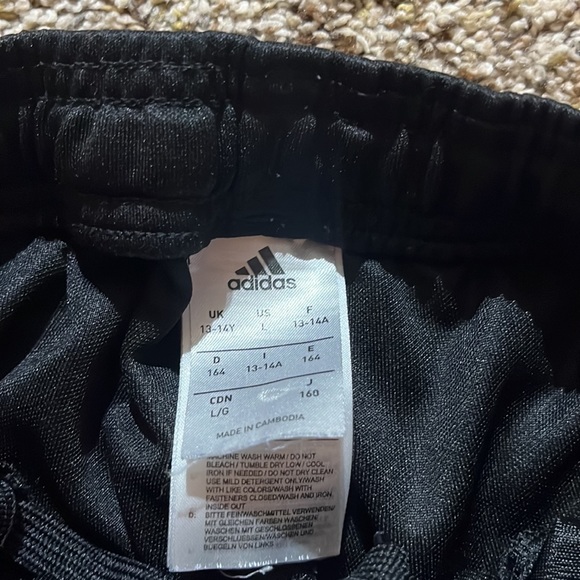 adidas
UK US F
13-14Y L 13-14A
D I E
164 13-14A 164
CDN J
L/G 160
MADE IN CAMBODIA
MACHINE WASH WARM / DO NOT
BLEACH / TUMBLE DRY LOW / COOL
IRON IF NEEDED / DO NOT DRY CLEAN
USE MILD DETERGENT ONLY/WASH
WITH LIKE COLORS/WASH WITH
FASTENERS CLOSED/WASH AND IRON
INSIDE OUT
D. BITTE FEINWASCHMITTEL VERWENDEN/
MIT GLEICHEN FARBEN WASCHEN/
MIT GESCHLOSSENEN
VERSCHLUESSEN/WASCHEN UND
BUEGELN VON LINKS